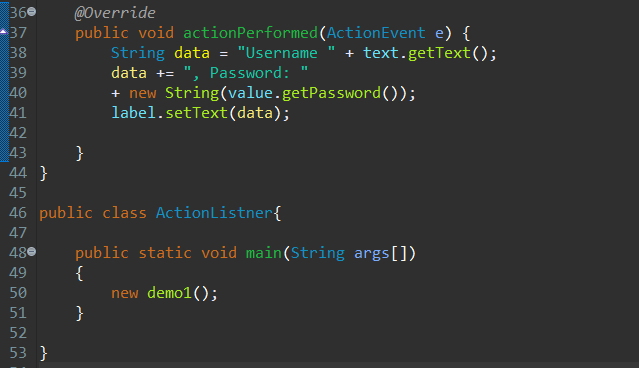 36 @Override
37 public void actionPerformed(ActionEvent e) {
38 String data = "Username " + text.getText();
39 data += ", Password: "
40 + new String(value.getPassword());
41 label.setText(data);
42
43 }
44 }
45
46 public class ActionListner{
47
48 public static void main(String args[])
49 {
50 new demo1();
51 }
52
53 }